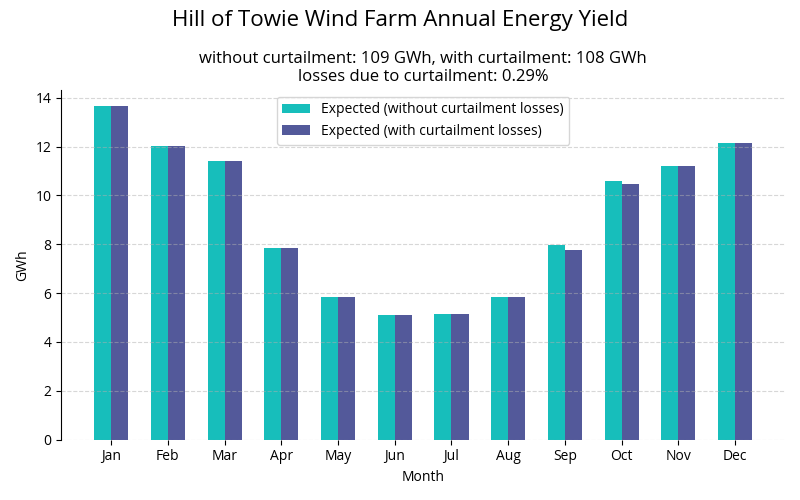 Hill of Towie Wind Farm Annual Energy Yield
without curtailment: 109 GWh, with curtailment: 108 GWh
losses due to curtailment: 0.29%
Expected (without curtailment losses)
Expected (with curtailment losses)
GWh
14
12
10
8
6
4
2
0
Jan Feb Mar Apr May Jun Jul Aug Sep Oct Nov Dec
Month